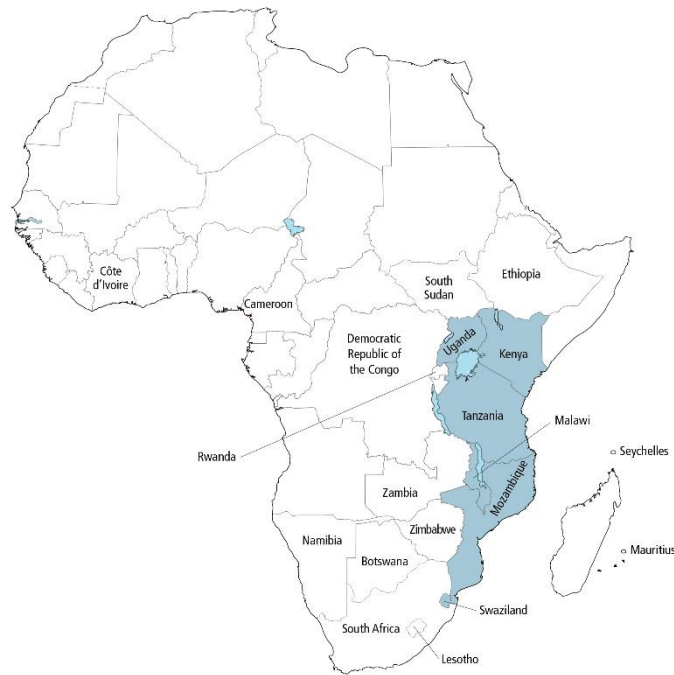 Côte
d'Ivoire
Cameroon
South
Sudan
Ethiopia
Democratic
Republic of
the Congo
Uganda
Kenya
Rwanda
Tanzania
Malawi
Seychelles
Zambia
Mozambique
Namibia
Zimbabwe
Botswana
Mauritius
Swaziland
South Africa
Lesotho